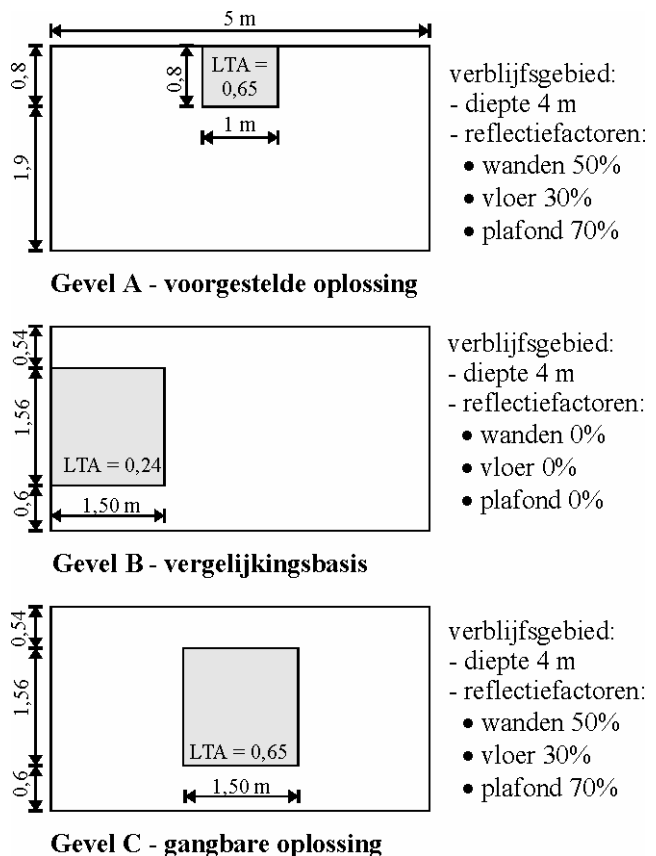 5 m
0,8
0,8
LTA =
0,65
1 m
1,9
verblijfsgebied:
- diepte 4 m
- reflectiefactoren:
• wanden 50%
• vloer 30%
• plafond 70%
Gevel A - voorgestelde oplossing
0,54
1,56
LTA = 0,24
0,6
1,50 m
verblijfsgebied:
- diepte 4 m
- reflectiefactoren:
• wanden 0%
• vloer 0%
• plafond 0%
Gevel B - vergelijkingsbasis
0,54
1,56
LTA = 0,65
0,6
1,50 m
verblijfsgebied:
- diepte 4 m
- reflectiefactoren:
• wanden 50%
• vloer 30%
• plafond 70%
Gevel C - gangbare oplossing